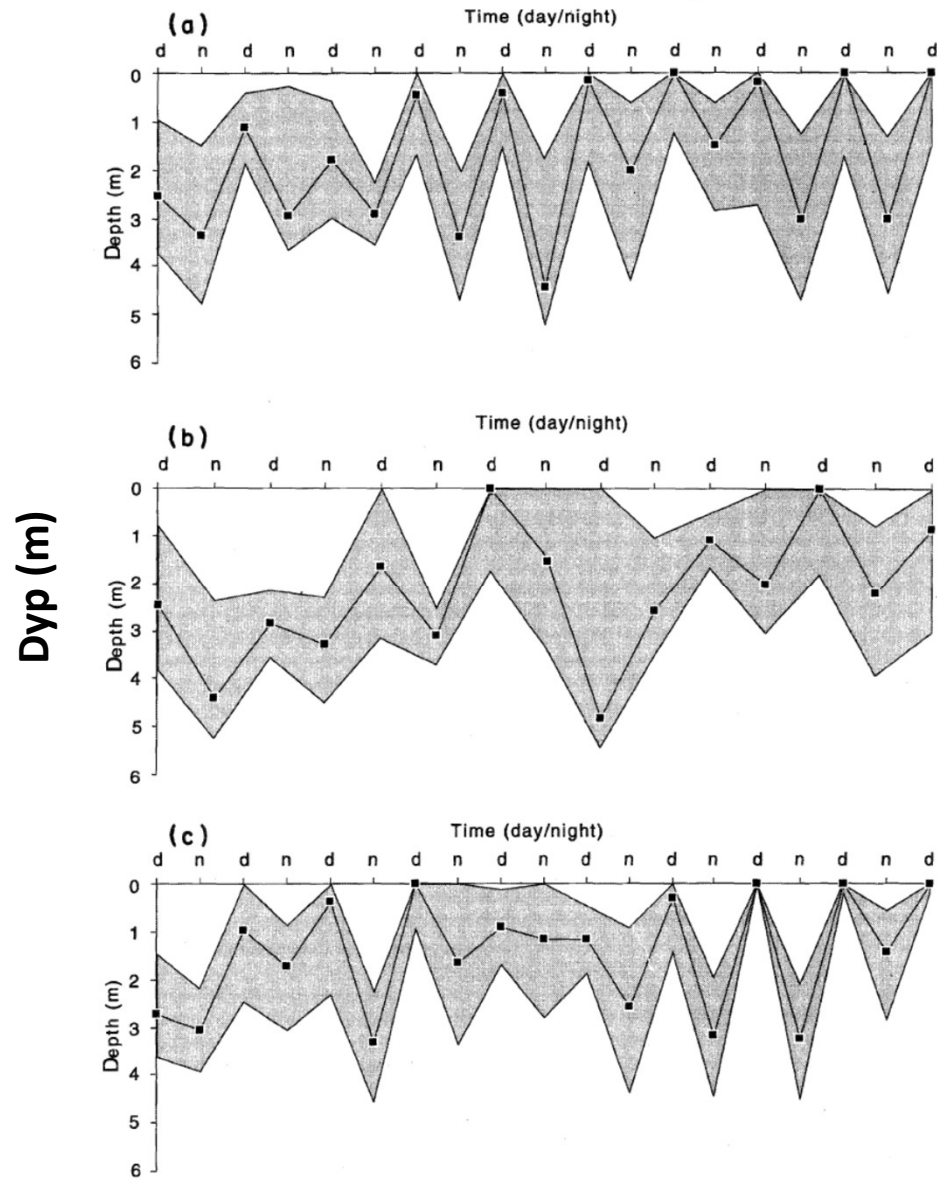 Time (day/night)
(a)
d n d n d n d n d n d n d n d n d n d
0
1
2
3
4
5
6
Depth (m)
Time (day/night)
(b)
d n d n d n d n d n d n d n d
0
1
2
3
4
5
6
Depth (m)
Dyp (m)
Time (day/night)
(c)
d n d n d n d n d n d n d n d n d n d
0
1
2
3
4
5
6
Depth (m)